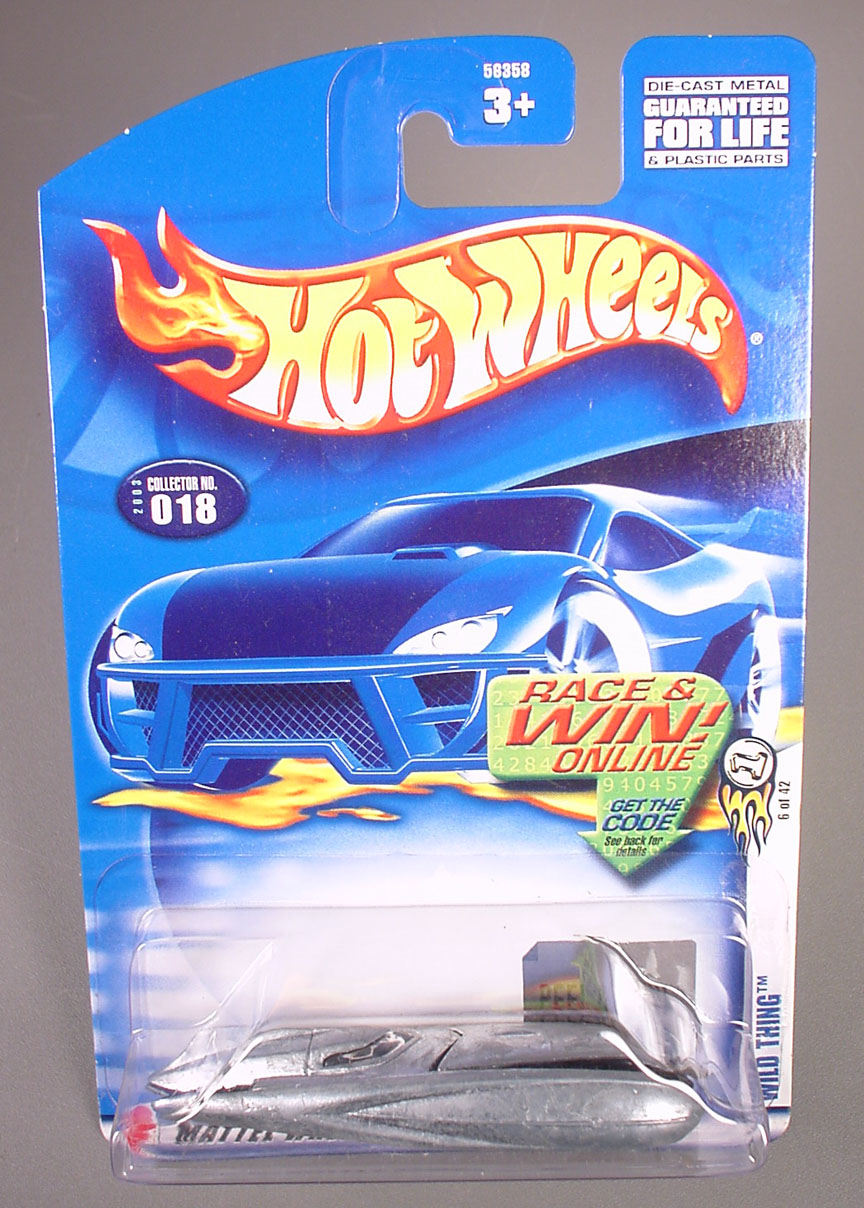 56358
3+
DIE-CAST METAL
GUARANTEED
FOR LIFE
& PLASTIC PARTS
HOT WHEELS
®
2003
COLLECTOR NO.
018
RACE &
WIN!
ONLINE
GET THE
CODE
See back for
details
6 of 42
WILD THING™
MATTEL